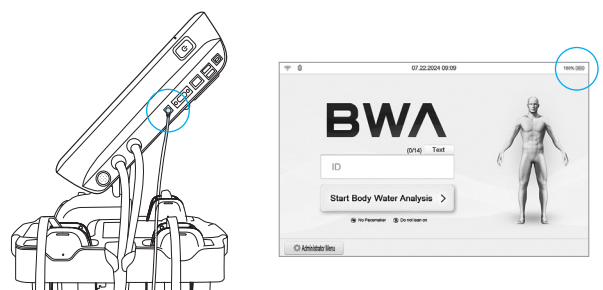 07.22.2024 09:09
100%
BWA
(0/14) Text
ID
Start Body Water Analysis >
No Pacemaker Do not lean on
Administrator Menu